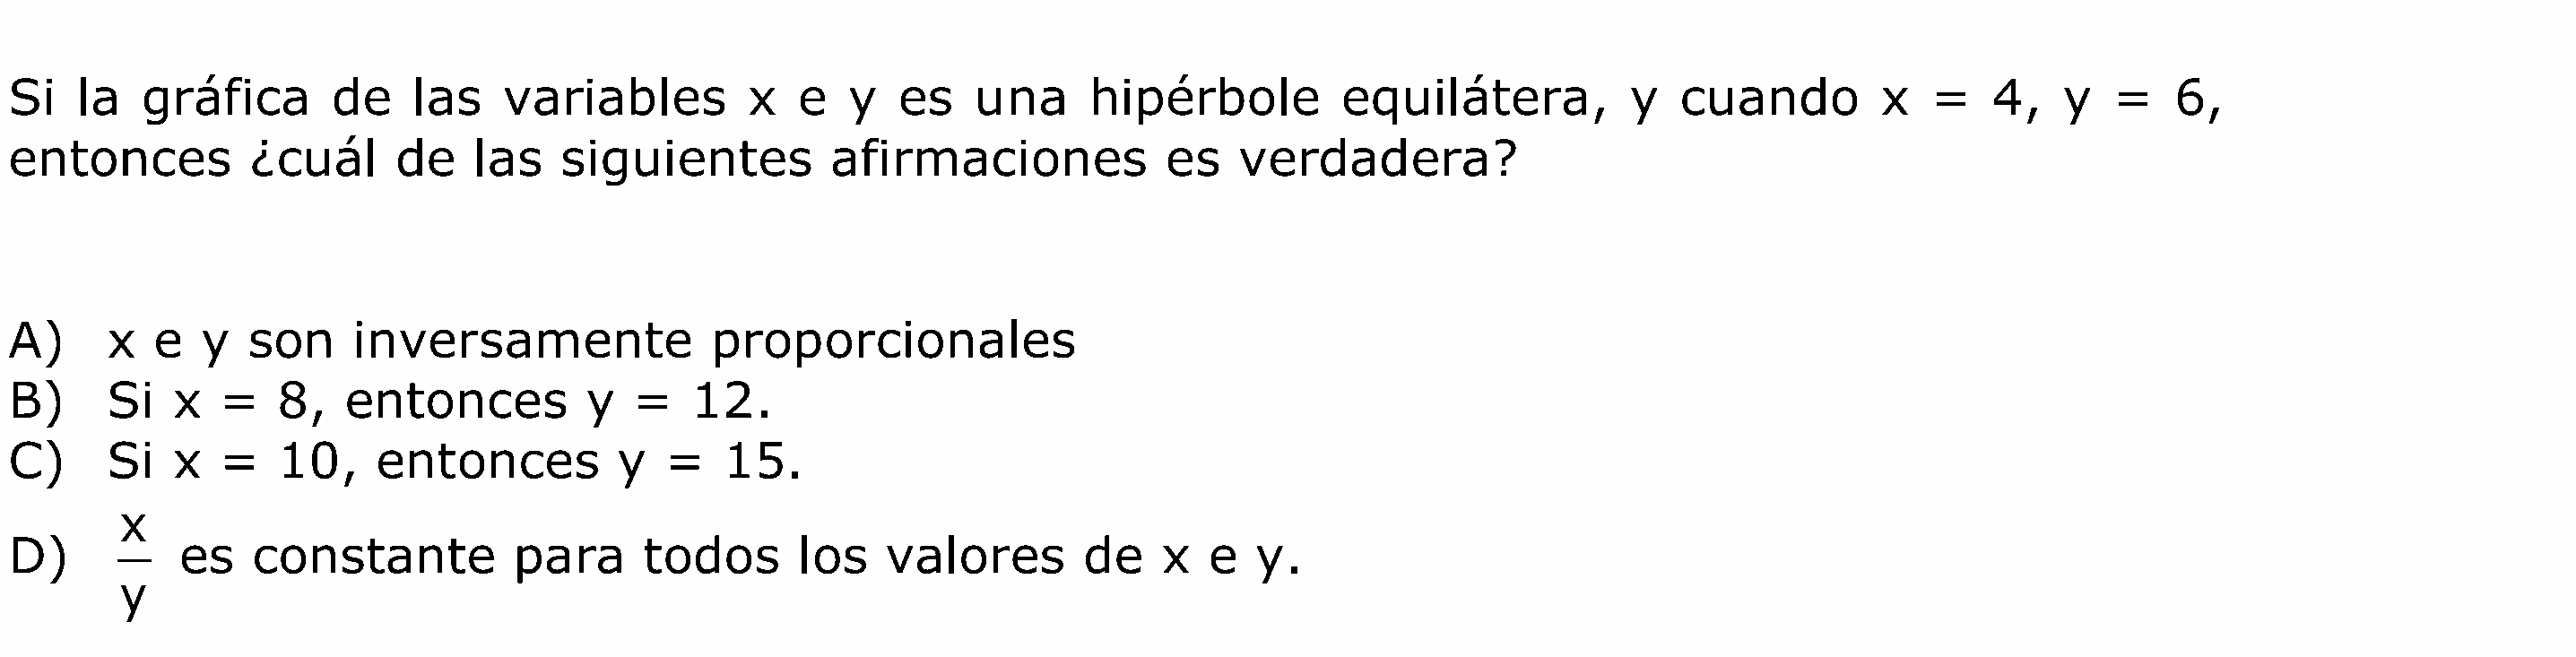 Si la gráfica de las variables x e y es una hipérbole equilátera, y cuando x = 4, y = 6,
entonces ¿cuál de las siguientes afirmaciones es verdadera?
A) x e y son inversamente proporcionales
B) Si x = 8, entonces y = 12.
C) Si x = 10, entonces y = 15.
D) x/y es constante para todos los valores de x e y.